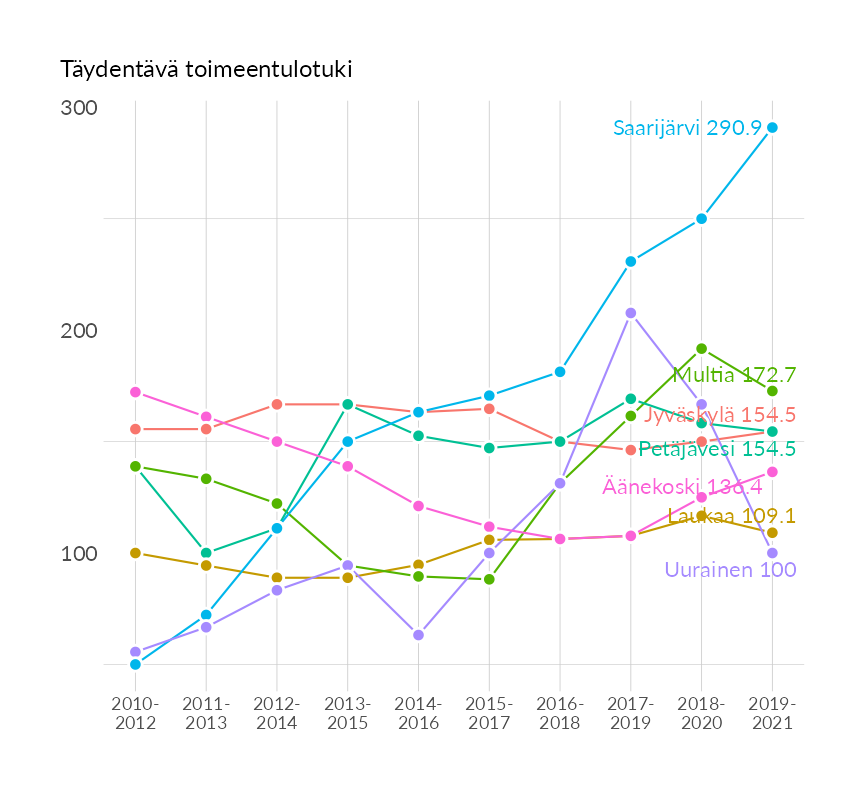 Täydentävä toimeentulotuki
300
Saarijärvi 290.9
200
Multia 172.7
Jyväskylä 154.5
Petäjävesi 154.5
Äänekoski 136.4
Laukaa 109.1
100
Uurainen 100
2010- 2011- 2012- 2013- 2014- 2015- 2016- 2017- 2018- 2019-
2012 2013 2014 2015 2016 2017 2018 2019 2020 2021